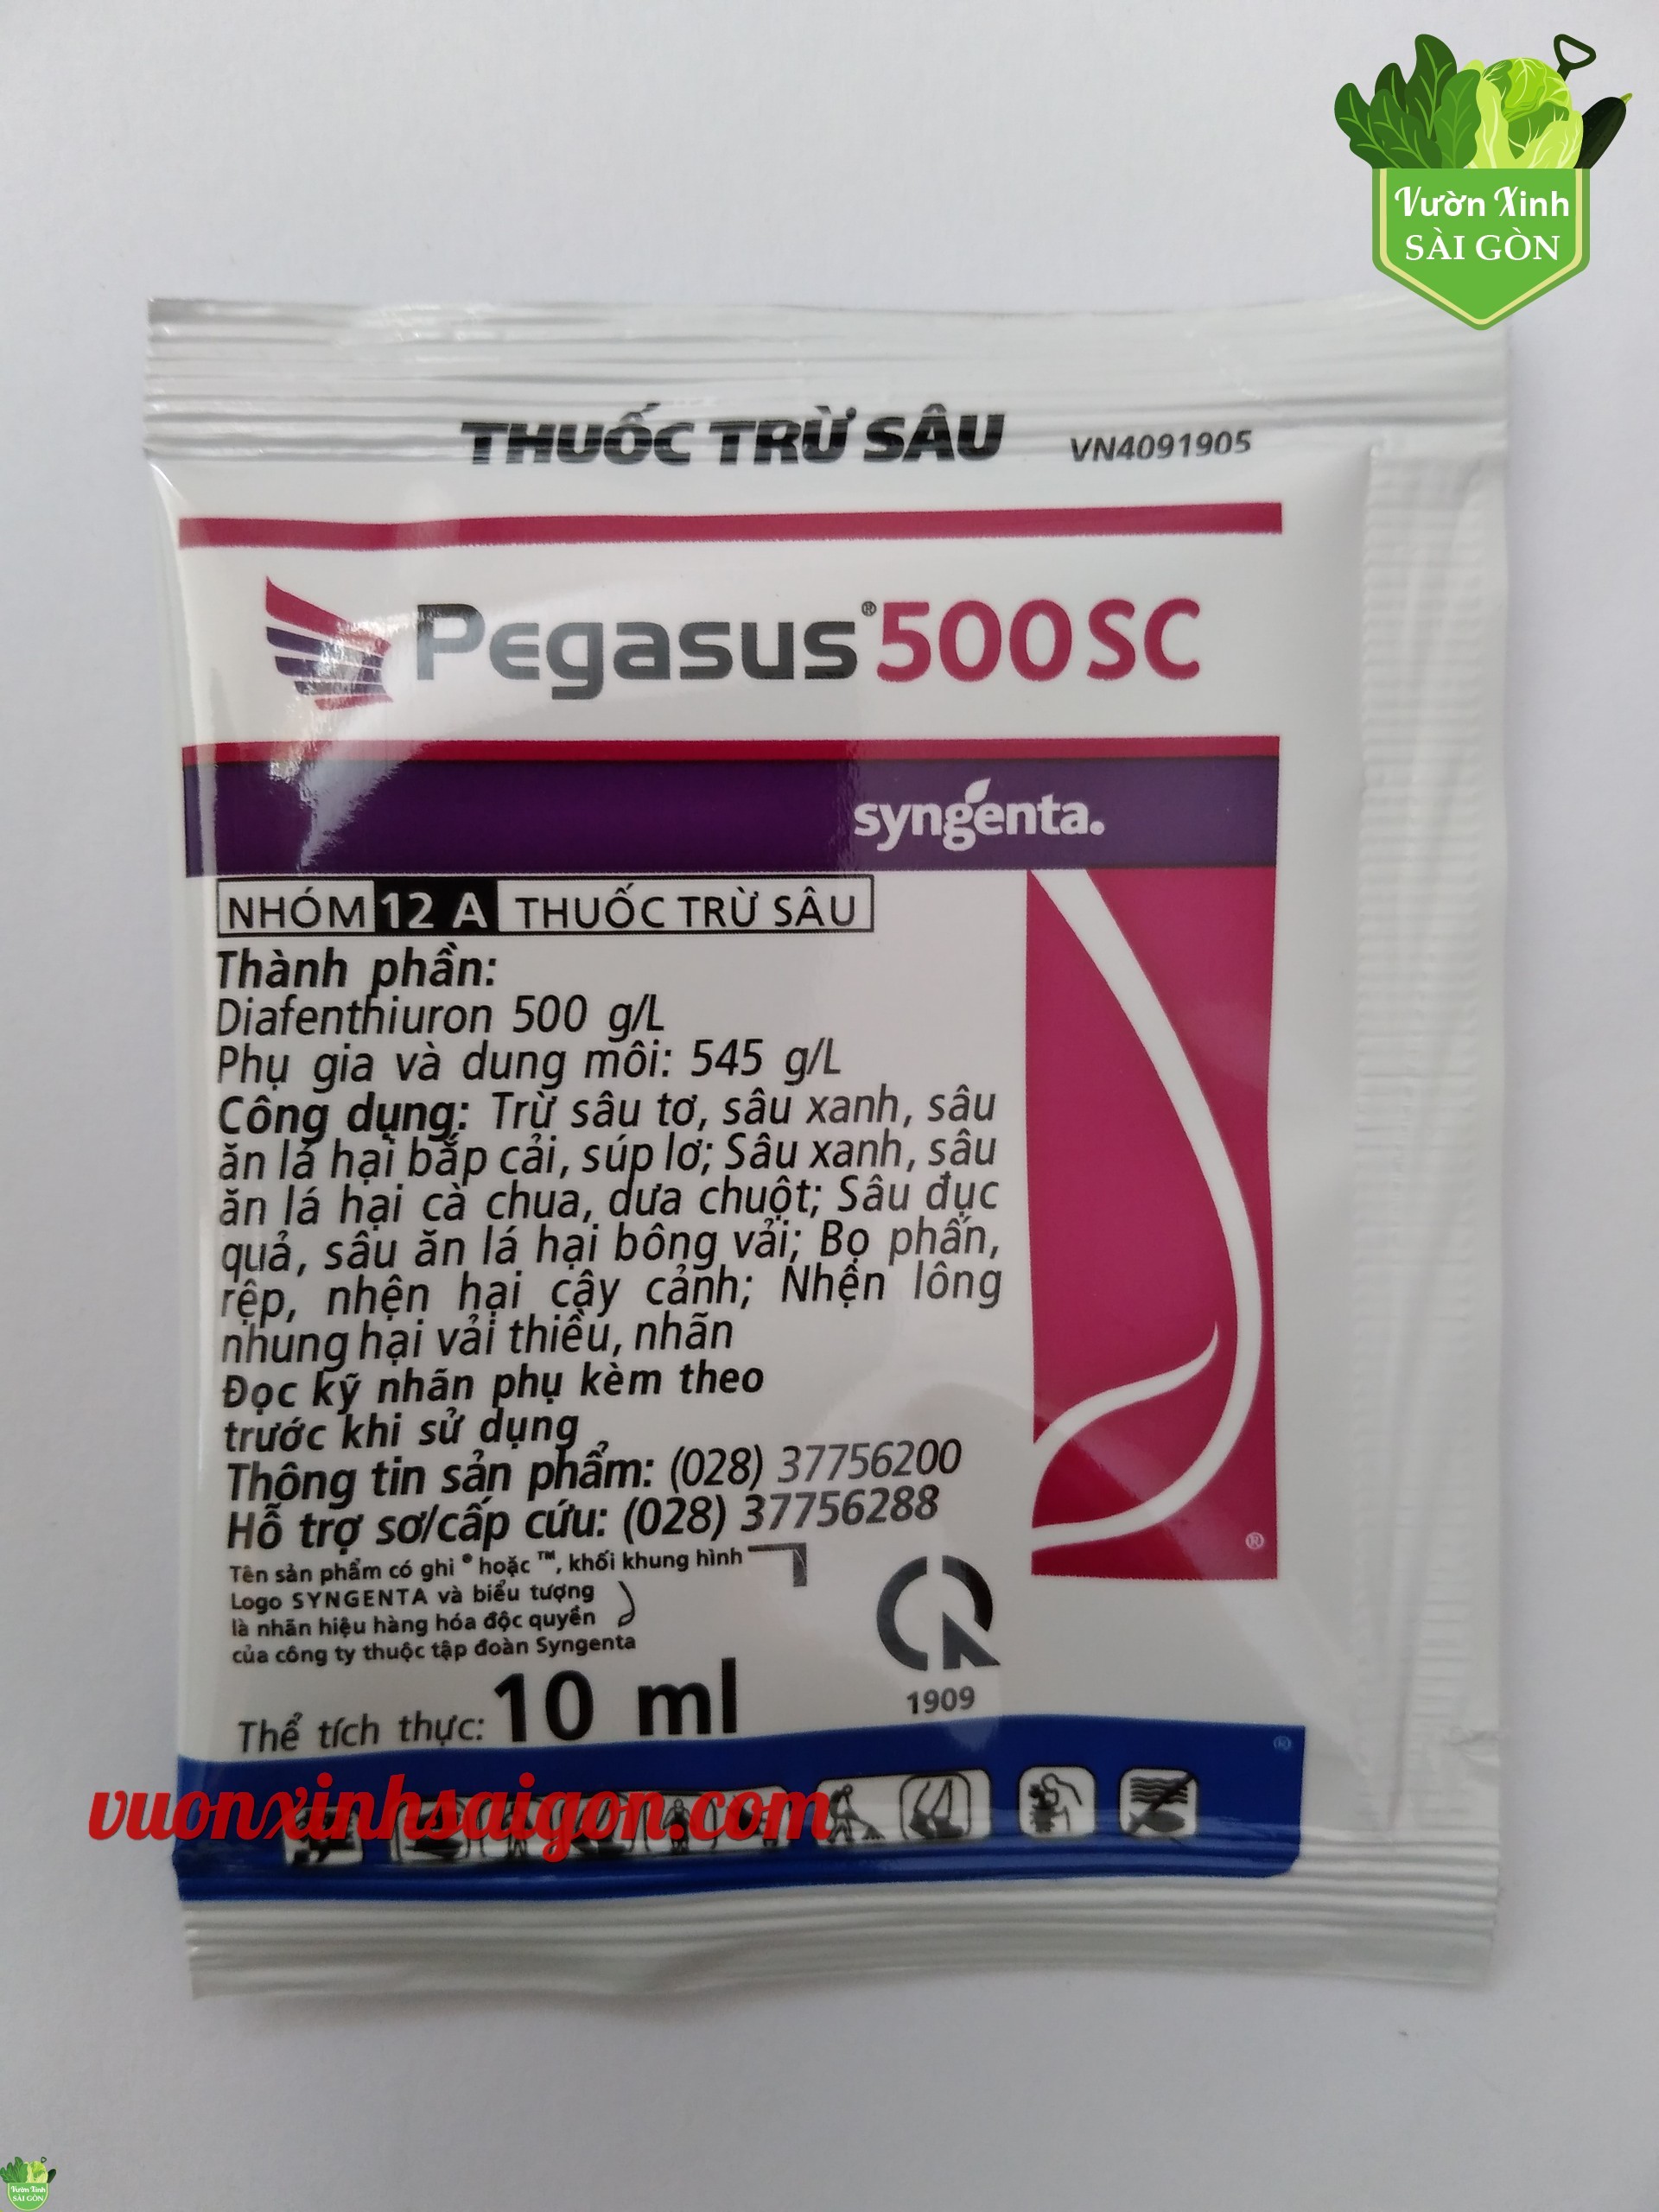 Vườn Xinh
SÀI GÒN
THUỐC TRỪ SÂU VN4091905
Pegasus®500SC
syngenta®
NHÓM 12 A THUỐC TRỪ SÂU
Thành phần:
Diafenthiuron 500 g/L
Phụ gia và dung môi: 545 g/L
Công dụng: Trừ sâu tơ, sâu xanh, sâu
ăn lá hại bắp cải, súp lơ; Sâu xanh, sâu
ăn lá hại cà chua, dưa chuột; Sâu đục
quả, sâu ăn lá hại bông vải; Bọ phấn,
rệp, nhện hại cây cảnh; Nhện lông
nhung hại vải thiều, nhãn
Đọc kỹ nhãn phụ kèm theo
trước khi sử dụng
Thông tin sản phẩm: (028) 37756200
Hỗ trợ sơ/cấp cứu: (028) 37756288
®
Tên sản phẩm có ghi ® hoặc ™, khối khung hình
Logo SYNGENTA và biểu tượng
là nhãn hiệu hàng hóa độc quyền
của công ty thuộc tập đoàn Syngenta
1909
Thể tích thực: 10 ml
®
vuonxinhsaigon.com
Vườn Xinh
SÀI GÒN